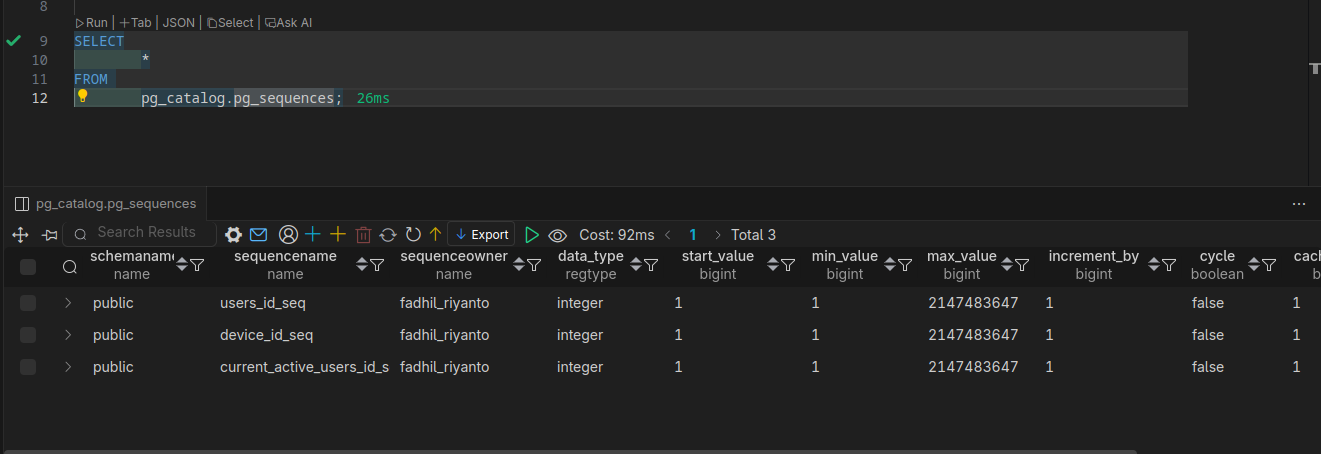 8
Run | +Tab | JSON | Select | Ask AI
9 SELECT
10 *
11 FROM
12 pg_catalog.pg_sequences; 26ms
pg_catalog.pg_sequences ...
Search Results Export Cost: 92ms 1 Total 3
schemaname sequencename sequenceowner data_type start_value min_value max_value increment_by cycle cac
name name name regtype bigint bigint bigint bigint boolean b
public users_id_seq fadhil_riyanto integer 1 1 2147483647 1 false 1
public device_id_seq fadhil_riyanto integer 1 1 2147483647 1 false 1
public current_active_users_id_s fadhil_riyanto integer 1 1 2147483647 1 false 1